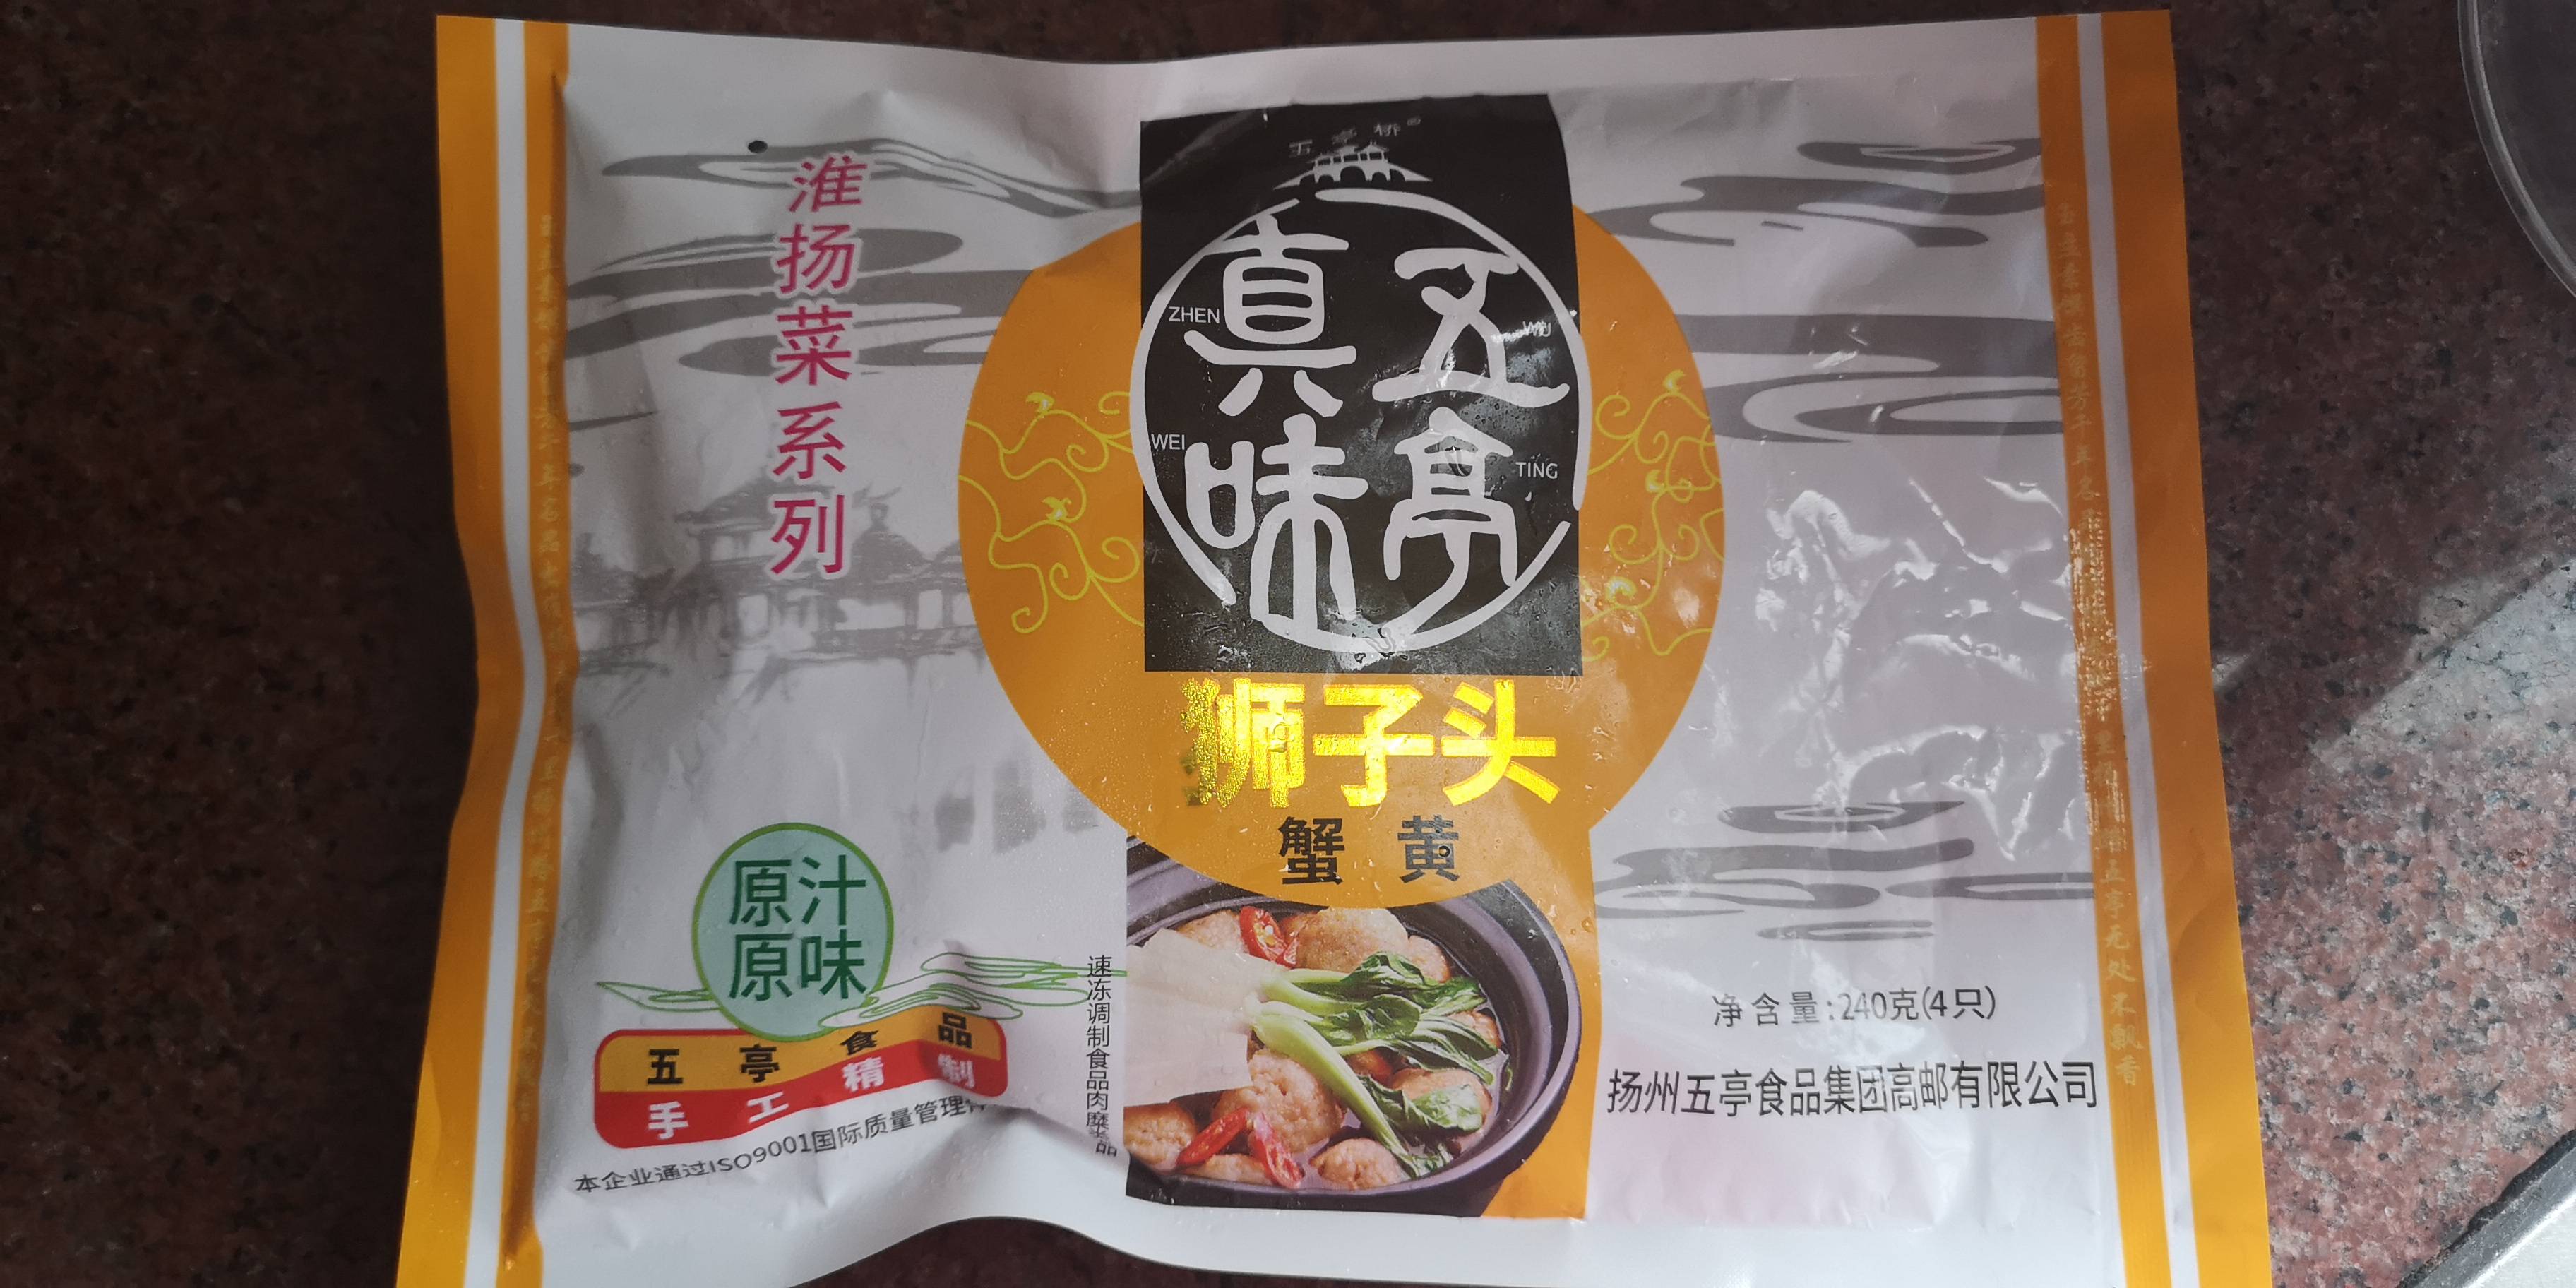 五亭桥
淮扬菜系列
五亭
真味
WU
TING
ZHEN
WEI
狮子头
蟹黄
原汁
原味
五亭食品
手工精制
本企业通过ISO9001国际质量管理
速冻调制食品肉糜类品
净含量:240克(4只)
扬州五亭食品集团高邮有限公司